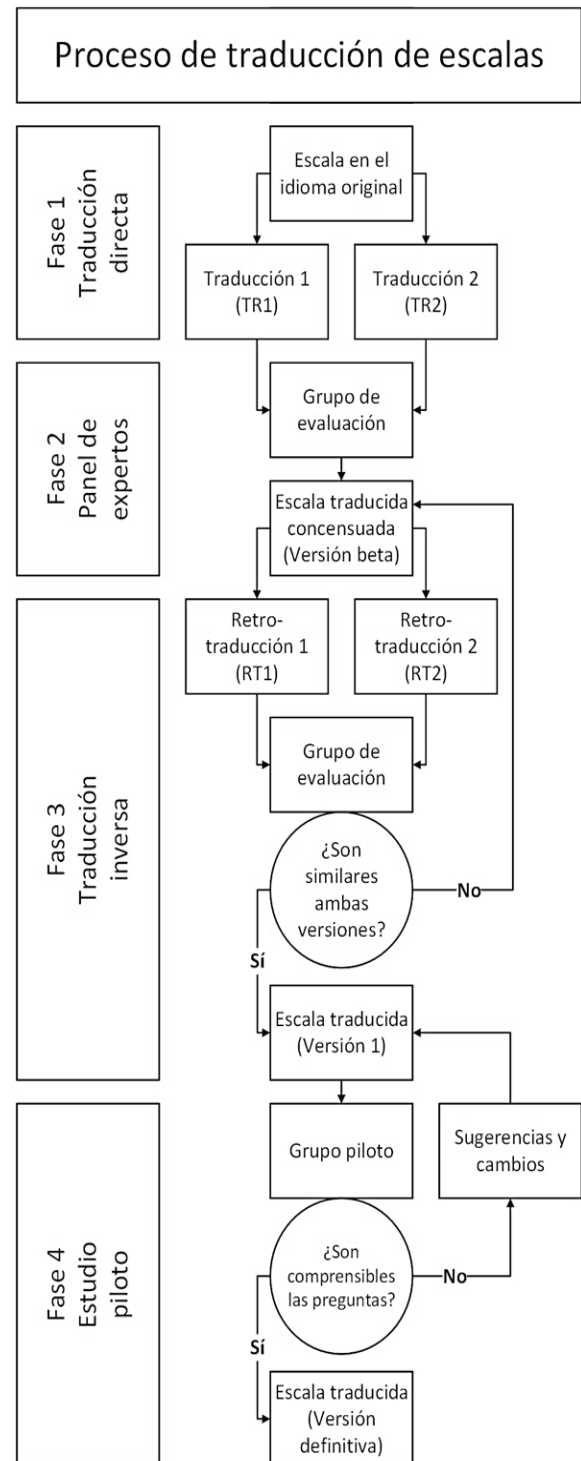 Proceso de traducción de escalas
Fase 1
Traducción
directa
Escala en el
idioma original
Traducción 1
(TR1)
Traducción 2
(TR2)
Fase 2
Panel de
expertos
Grupo de
evaluación
Escala traducida
concensuada
(Versión beta)
Fase 3
Traducción
inversa
Retro-
traducción 1
(RT1)
Retro-
traducción 2
(RT2)
Grupo de
evaluación
¿Son
similares
ambas
versiones?
No
Sí
Escala traducida
(Versión 1)
Fase 4
Estudio
piloto
Grupo piloto
Sugerencias y
cambios
¿Son
comprensibles
las preguntas?
No
Sí
Escala traducida
(Versión
definitiva)